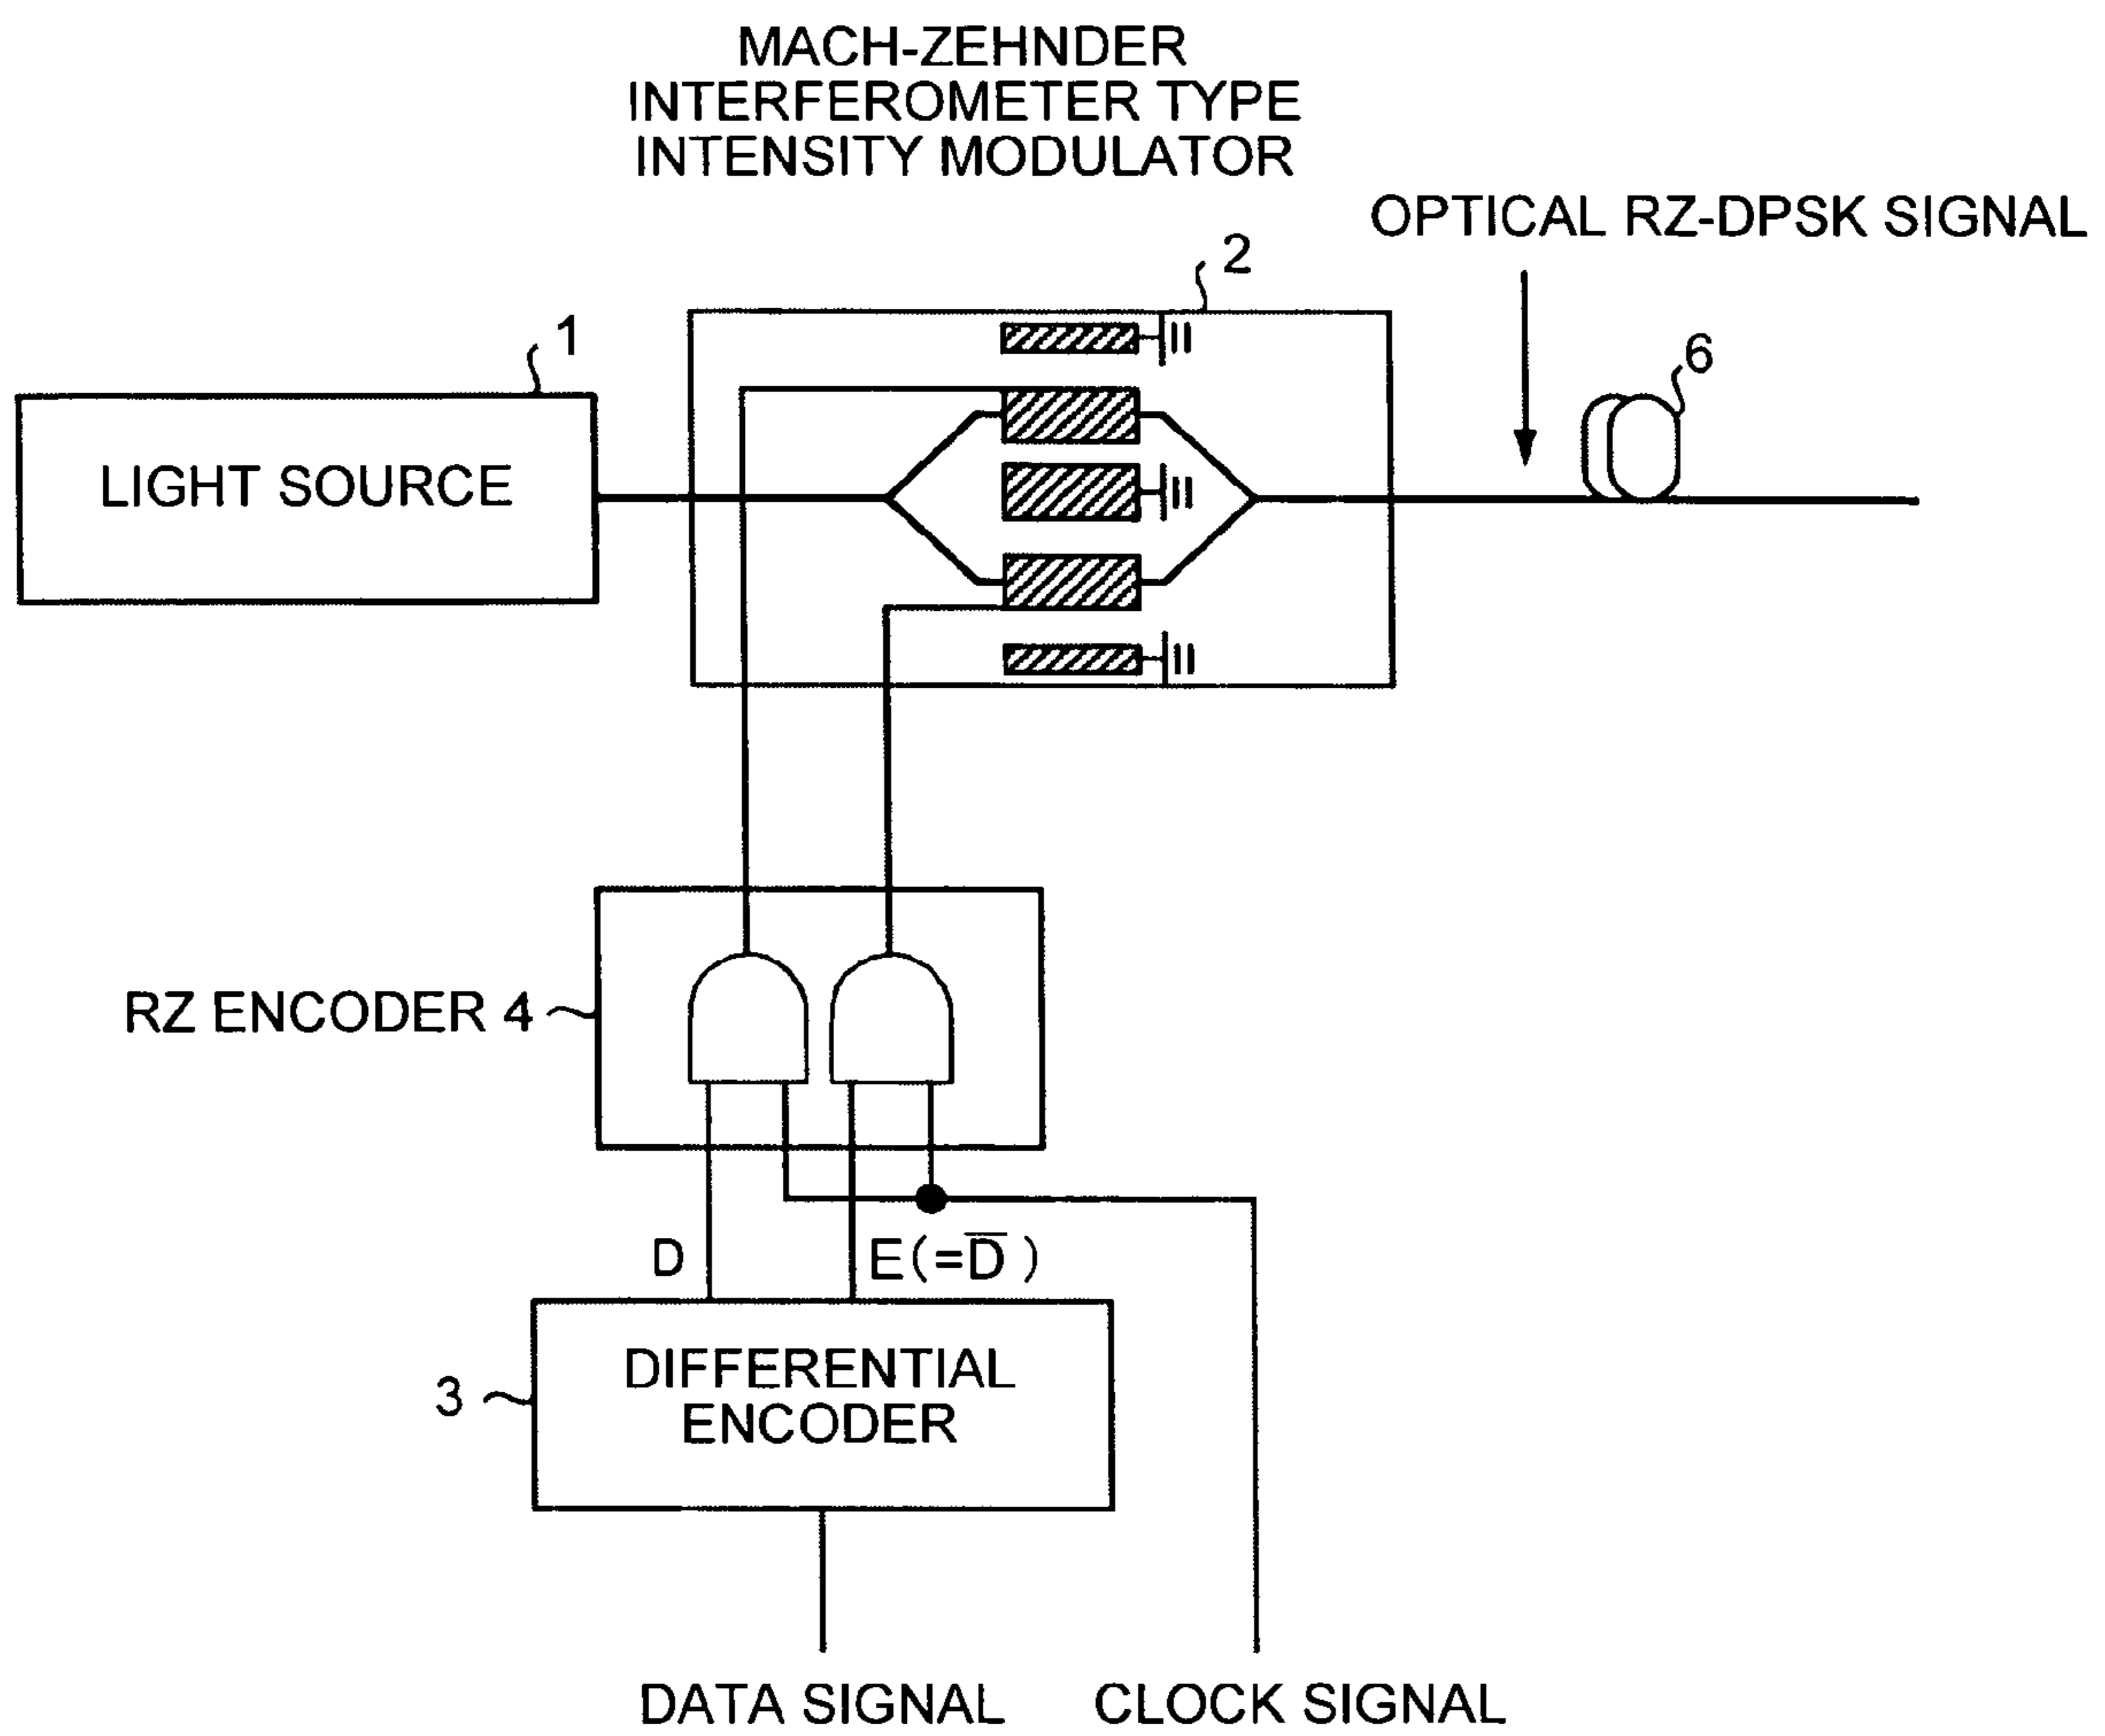 MACH-ZEHNDER
INTERFEROMETER TYPE
INTENSITY MODULATOR
OPTICAL RZ-DPSK SIGNAL
2
1
6
LIGHT SOURCE
RZ ENCODER 4
D
E(=D̅)
3
DIFFERENTIAL
ENCODER
DATA SIGNAL
CLOCK SIGNAL